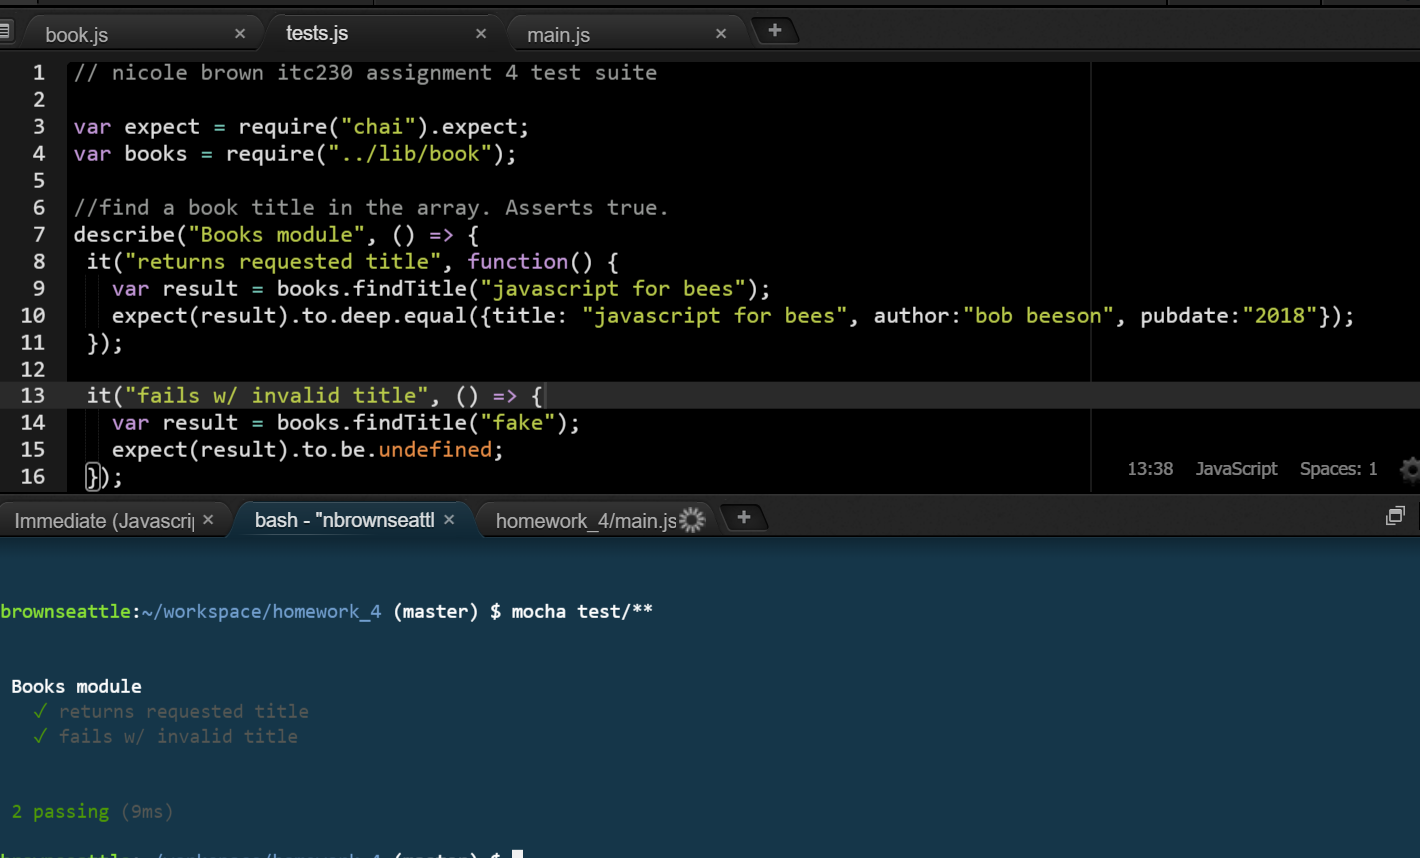 book.js × tests.js × main.js × +
1 // nicole brown itc230 assignment 4 test suite
2
3 var expect = require("chai").expect;
4 var books = require("../lib/book");
5
6 //find a book title in the array. Asserts true.
7 describe("Books module", () => {
8 it("returns requested title", function() {
9 var result = books.findTitle("javascript for bees");
10 expect(result).to.deep.equal({title: "javascript for bees", author:"bob beeson", pubdate:"2018"});
11 });
12
13 it("fails w/ invalid title", () => {
14 var result = books.findTitle("fake");
15 expect(result).to.be.undefined;
16 });
13:38 JavaScript Spaces: 1
Immediate (Javascrip × bash - "nbrownseattl × homework_4/main.js +
brownseattle:~/workspace/homework_4 (master) $ mocha test/**
Books module
✓ returns requested title
✓ fails w/ invalid title
2 passing (9ms)